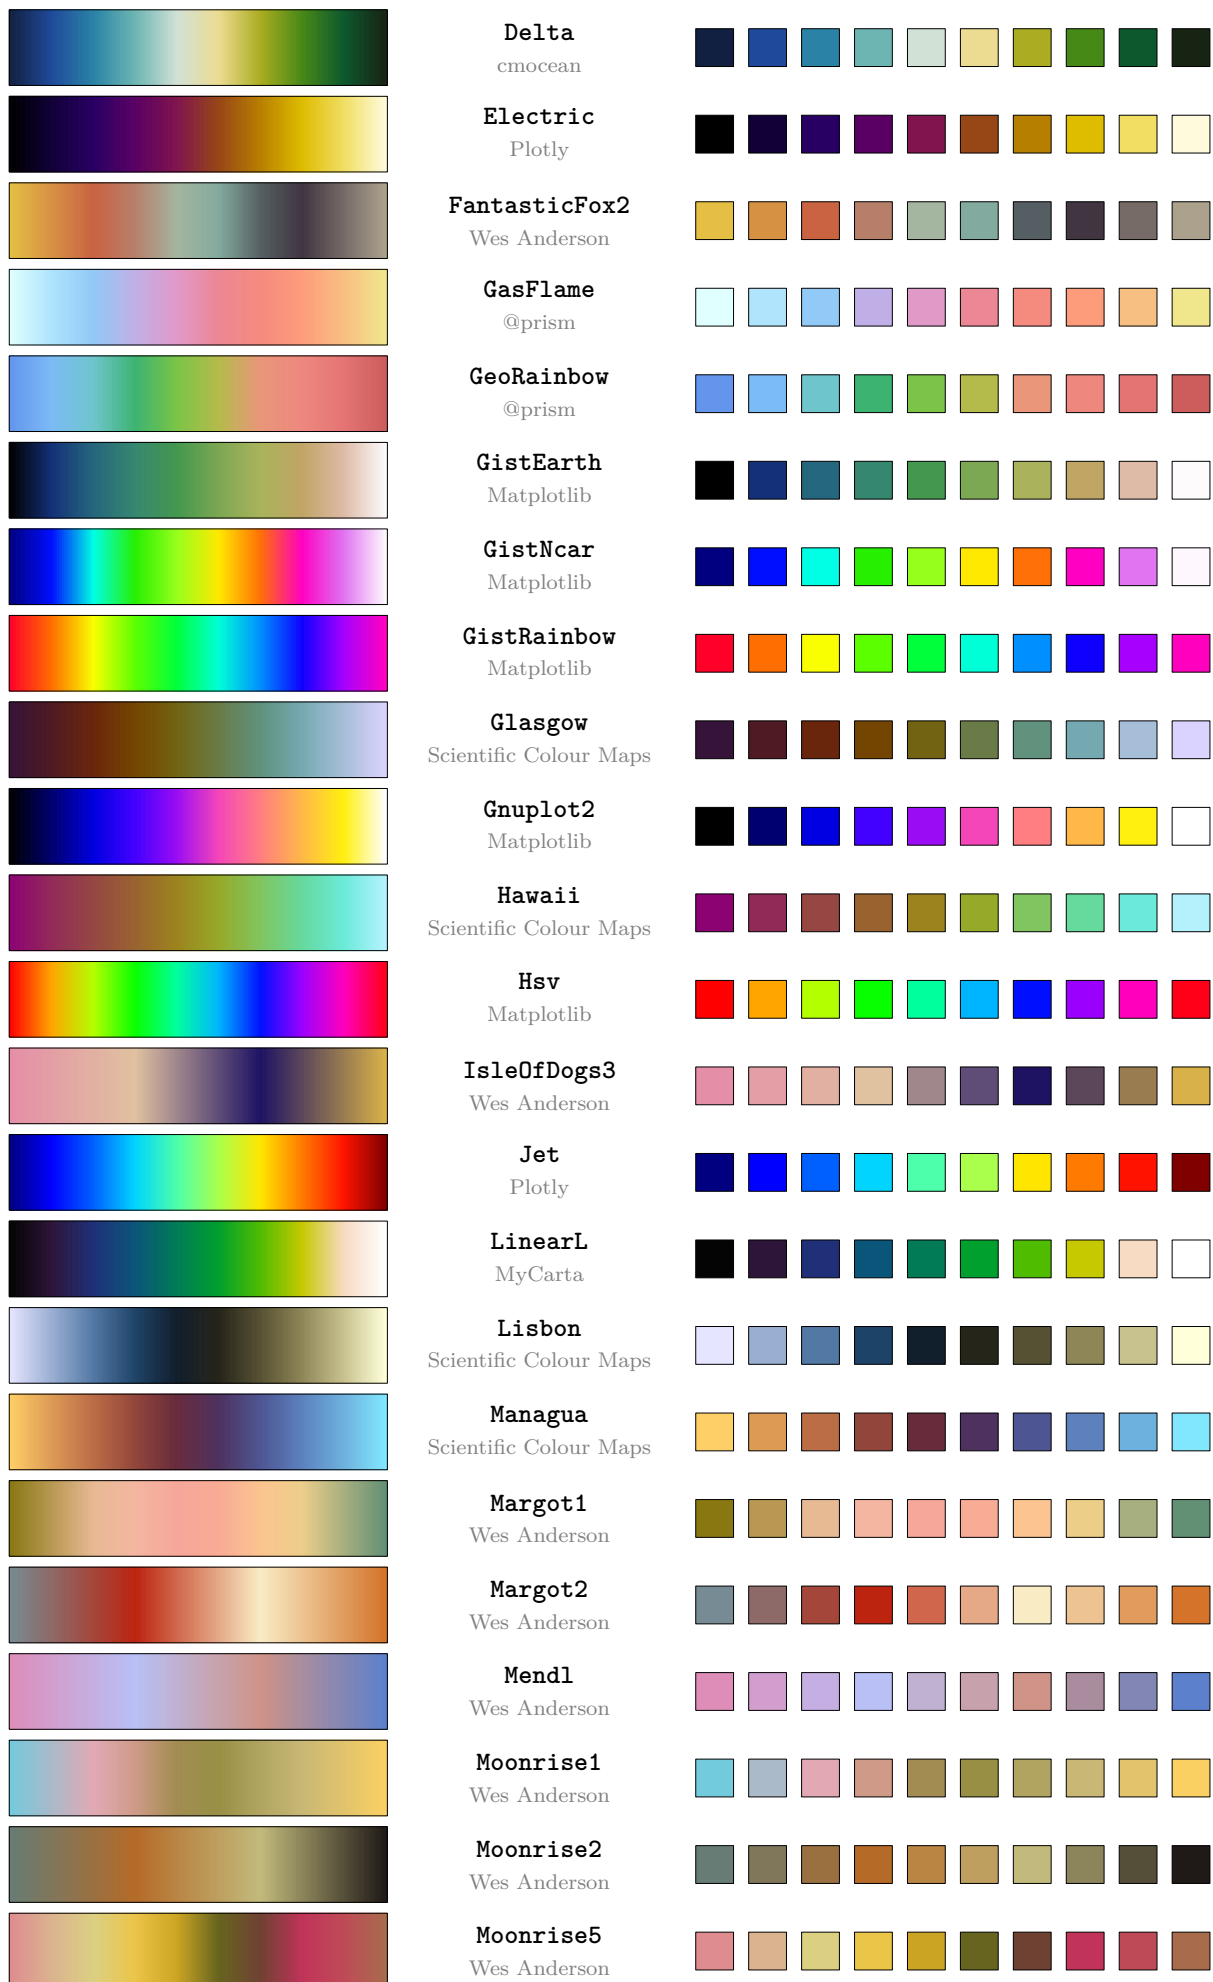 Delta
cmocean
Electric
Plotly
FantasticFox2
Wes Anderson
GasFlame
@prism
GeoRainbow
@prism
GistEarth
Matplotlib
GistNcar
Matplotlib
GistRainbow
Matplotlib
Glasgow
Scientific Colour Maps
Gnuplot2
Matplotlib
Hawaii
Scientific Colour Maps
Hsv
Matplotlib
IsleOfDogs3
Wes Anderson
Jet
Plotly
LinearL
MyCarta
Lisbon
Scientific Colour Maps
Managua
Scientific Colour Maps
Margot1
Wes Anderson
Margot2
Wes Anderson
Mendl
Wes Anderson
Moonrise1
Wes Anderson
Moonrise2
Wes Anderson
Moonrise5
Wes Anderson